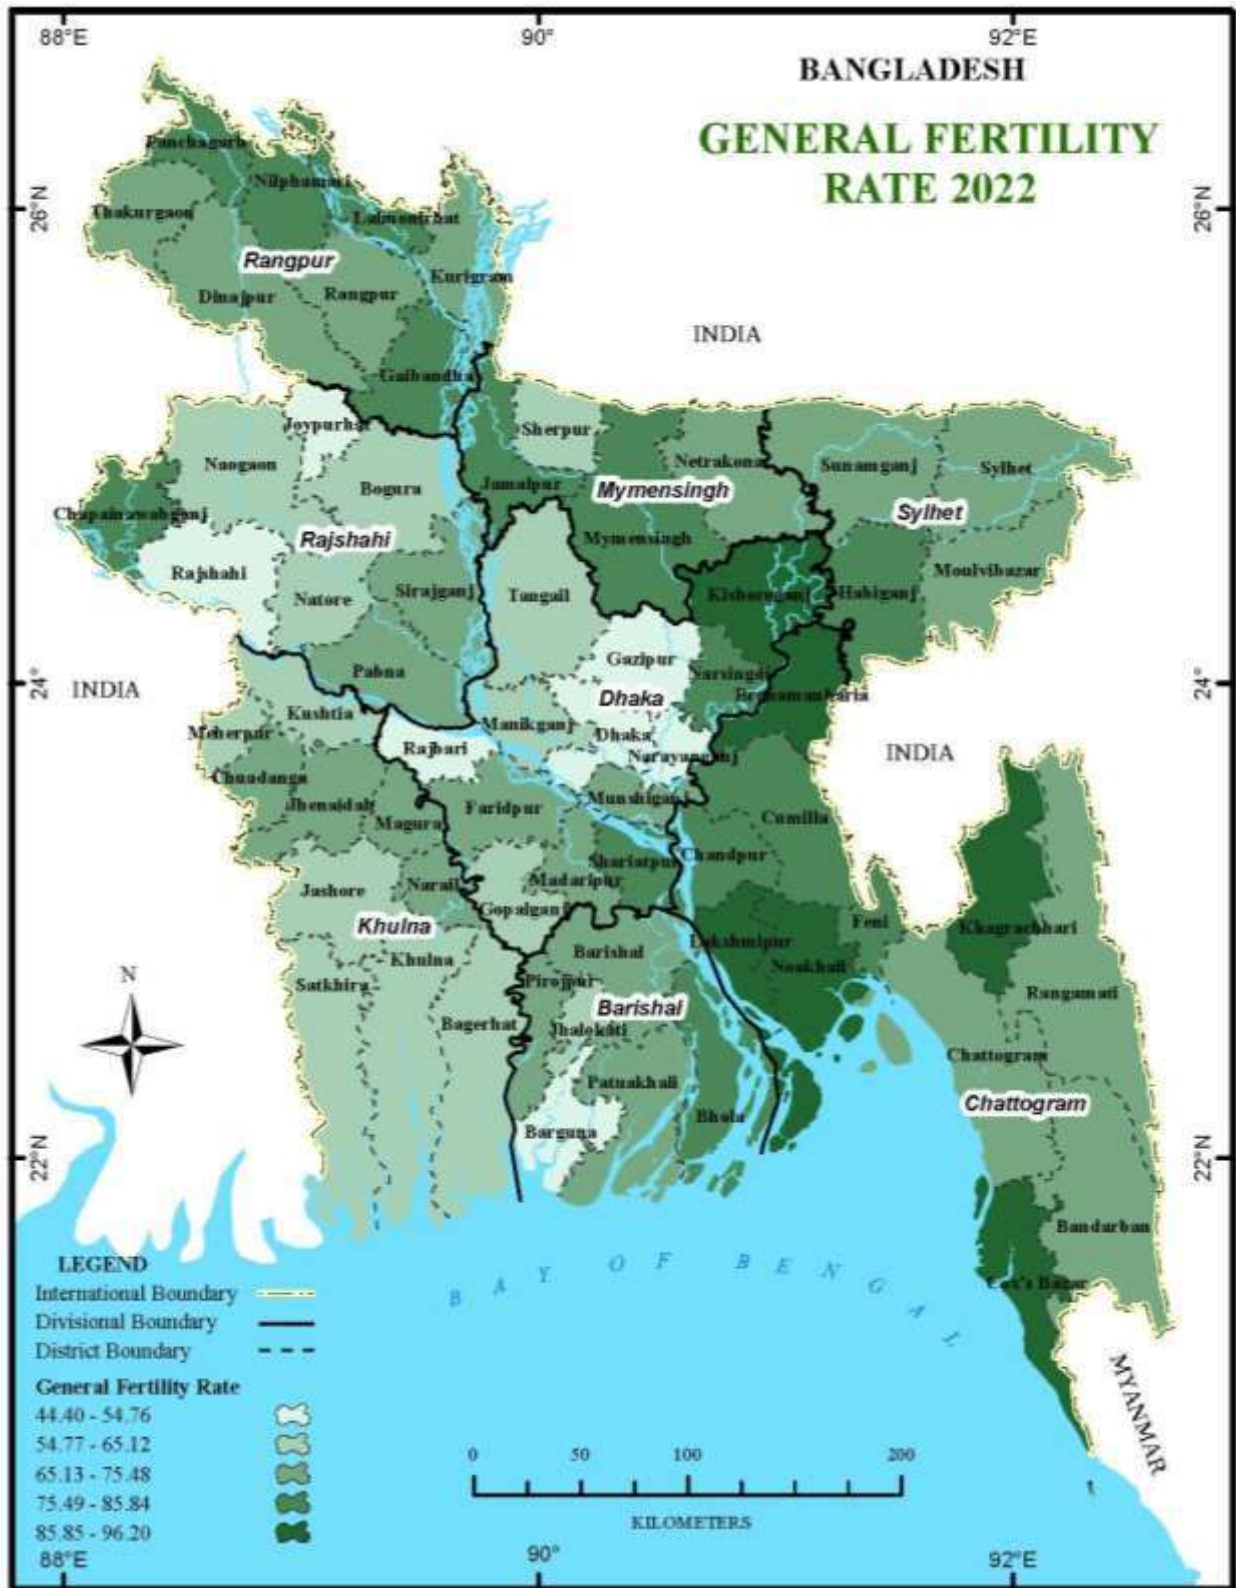 88°E
90°
92°E
BANGLADESH
GENERAL FERTILITY
RATE 2022
26°N
26°N
Panchagarh
Nilphamari
Thakurgaon
Lalmonirhat
Rangpur
Kurigram
Dinajpur
Rangpur
INDIA
Gaibandha
Joypurhat
Sherpur
Naogaon
Netrakona
Sunamganj
Sylhet
Bogura
Jamalpur
Mymensingh
Chapainawabganj
Rajshahi
Sylhet
Mymensingh
Rajshahi
Moulvibazar
Natore
Sirajganj
Tangail
Kishoreganj
Habiganj
Gazipur
Pabna
Narsingdi
24°
INDIA
Dhaka
Brahamanbaria
24°N
Kushtia
Manikganj
Meherpur
Rajbari
Dhaka
Narayanganj
INDIA
Chuadanga
Jhenaidah
Faridpur
Munshiganj
Magura
Cumilla
Shariatpur
Chandpur
Jashore
Narail
Madaripur
Gopalganj
Khulna
Lakshmipur
Feni
Khagrachhari
Khulna
Barishal
Noakhali
N
Satkhira
Pirojpur
Rangamati
Bagerhat
Barishal
Jhalokati
Chattogram
Patuakhali
Chattogram
Bhola
Barguna
22°N
22°N
Bandarban
LEGEND
BAY OF BENGAL
Cox's Bazar
International Boundary
Divisional Boundary
District Boundary
MYANMAR
General Fertility Rate
44.40 - 54.76
54.77 - 65.12
65.13 - 75.48
75.49 - 85.84
85.85 - 96.20
0 50 100 200
KILOMETERS
88°E
90°
92°E